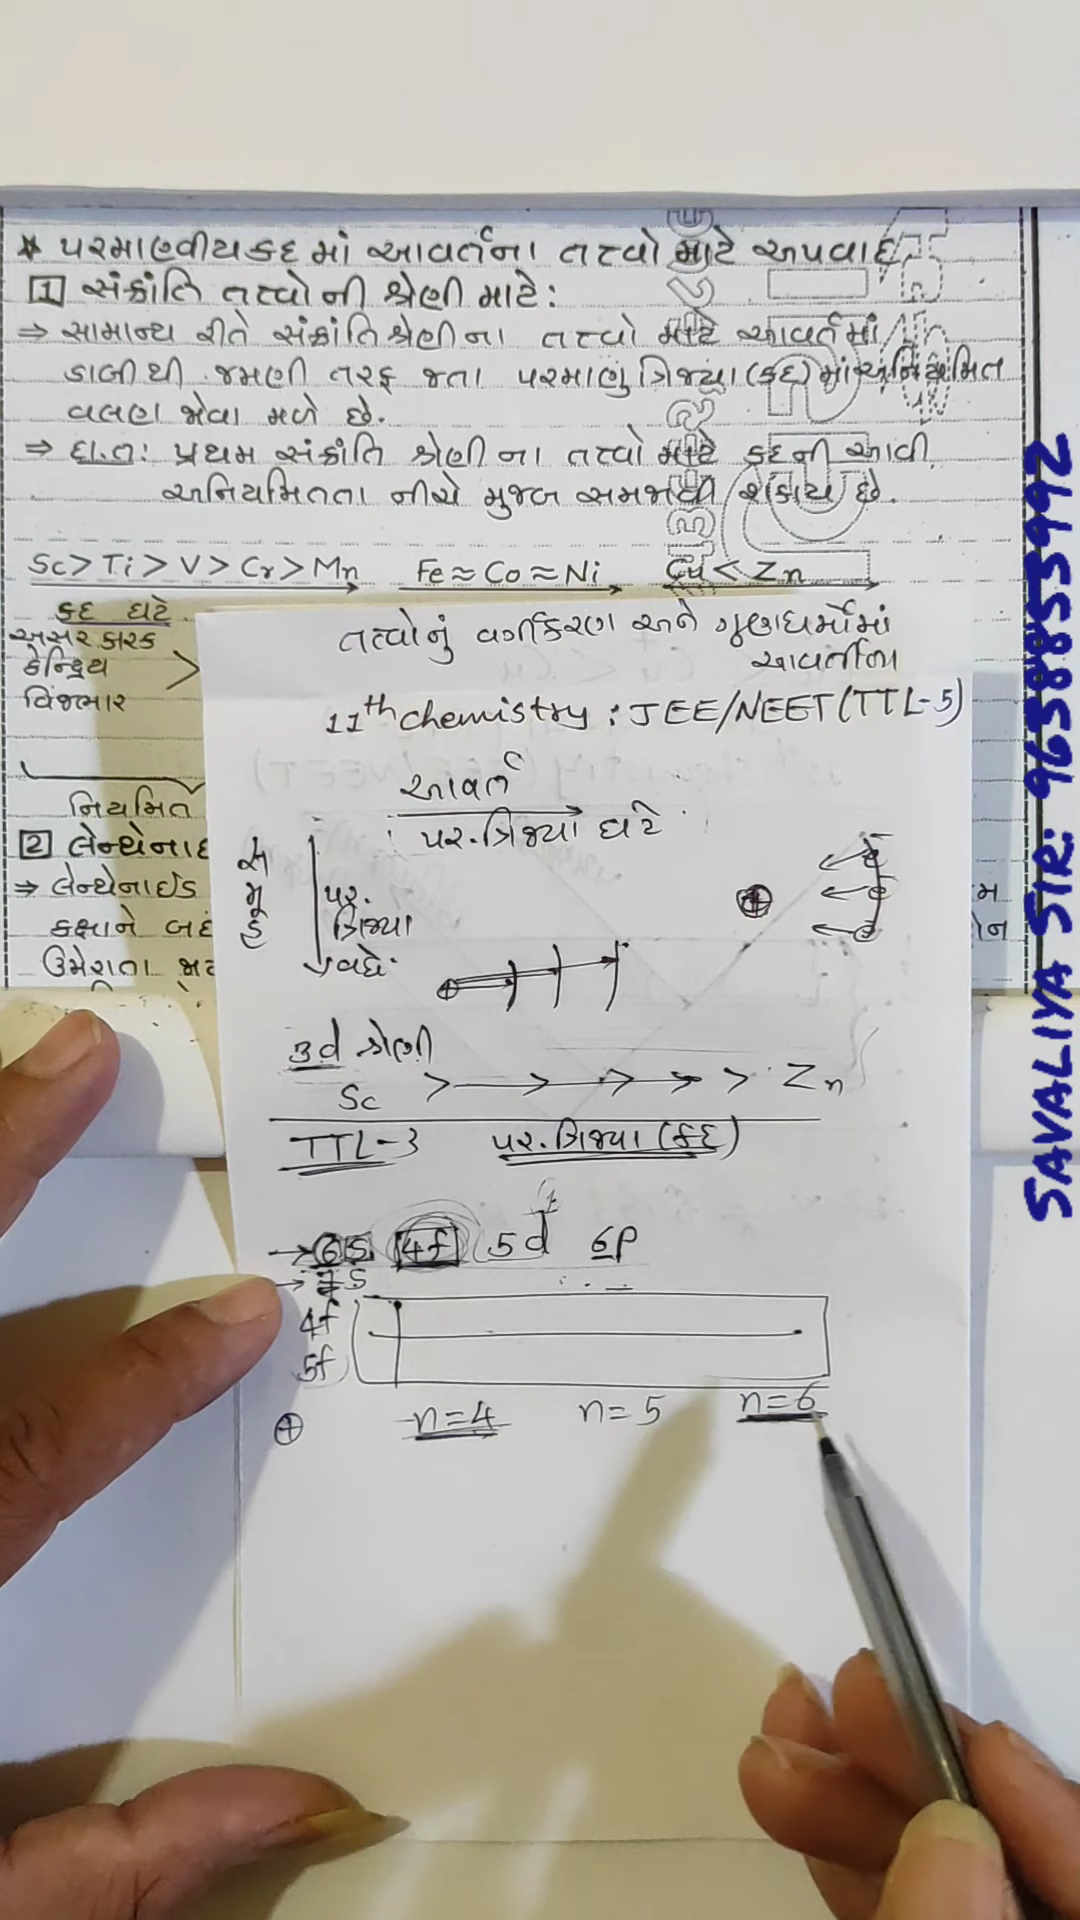 * પરમાણ્વીય કદ માં આવર્તના તત્વો માટે અપવાદ
1 સંક્રાંતિ તત્વોની શ્રેણી માટે:
⇒ સામાન્ય રીતે સંક્રાંતિ શ્રેણીના તત્વો માટે આવર્તમાં
ડાબીથી જમણી તરફ જતા પરમાણુ ત્રિજ્યા (કદ) માં અનિયમિત
વલણ જોવા મળે છે.
⇒ દા.ત: પ્રથમ સંક્રાંતિ શ્રેણીના તત્વો માટે કદની આવી
અનિયમિતતા નીચે મુજબ સમજાવી શકાય છે.
Sc > Ti > V > Cr > Mn Fe ≈ Co ≈ Ni Cu < Zn
કદ ઘટે
અસરકારક
કેન્દ્રિય
વિજભાર
નિયમિત
2 લેન્થેનાઇ
⇒ લેન્થેનાઇડ
કક્ષાને બ
ઉમેરાતા
તત્વોનું વર્ગીકરણ અને ગુણધર્મોમાં
આવર્તીતા
11th chemistry : JEE/NEET (TTL-5)
આવર્ત
પર. ત્રિજ્યા ઘટે
સમૂહ
પર.
ત્રિજ્યા
વધે
3d શ્રેણી
Sc > > > > > Zn
TTL-3 પર. ત્રિજ્યા (કદ)
6s 4f 5d 6p
7s
4f
5f
n=4 n=5 n=6
SAVALIYA SIR: 9658855992